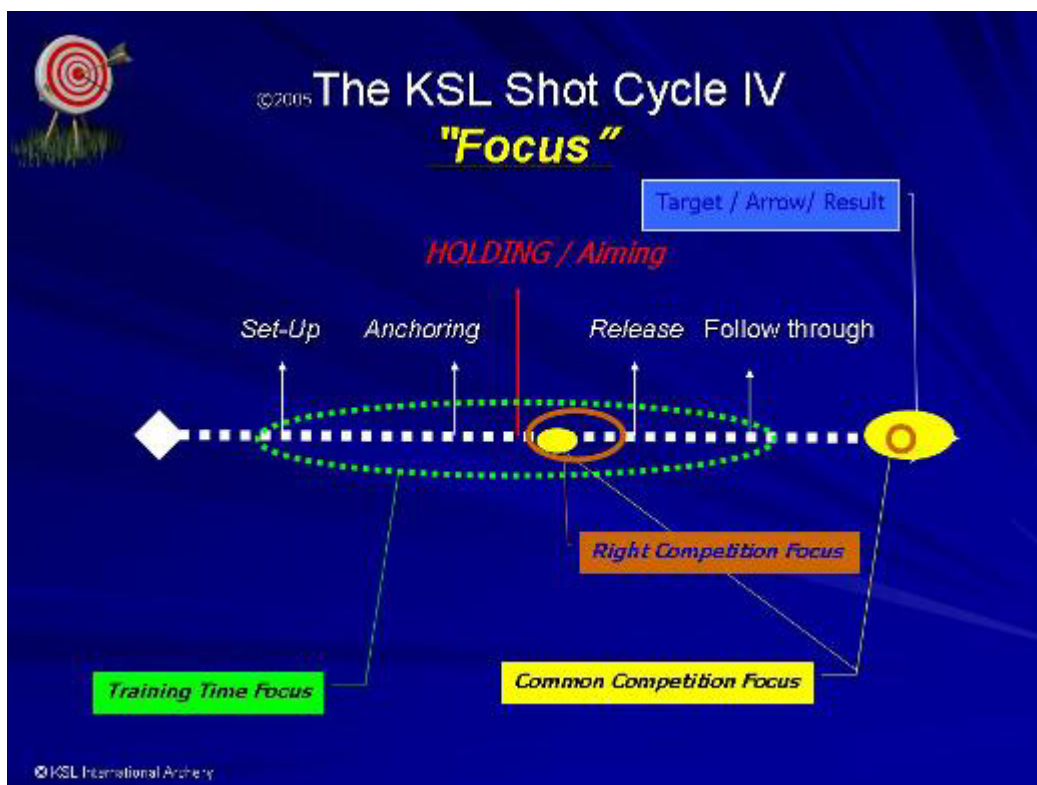 ©2005 The KSL Shot Cycle IV
"Focus"
Target / Arrow/ Result
HOLDING / Aiming
Set-Up Anchoring Release Follow through
Right Competition Focus
Training Time Focus
Common Competition Focus
© KSL International Archery